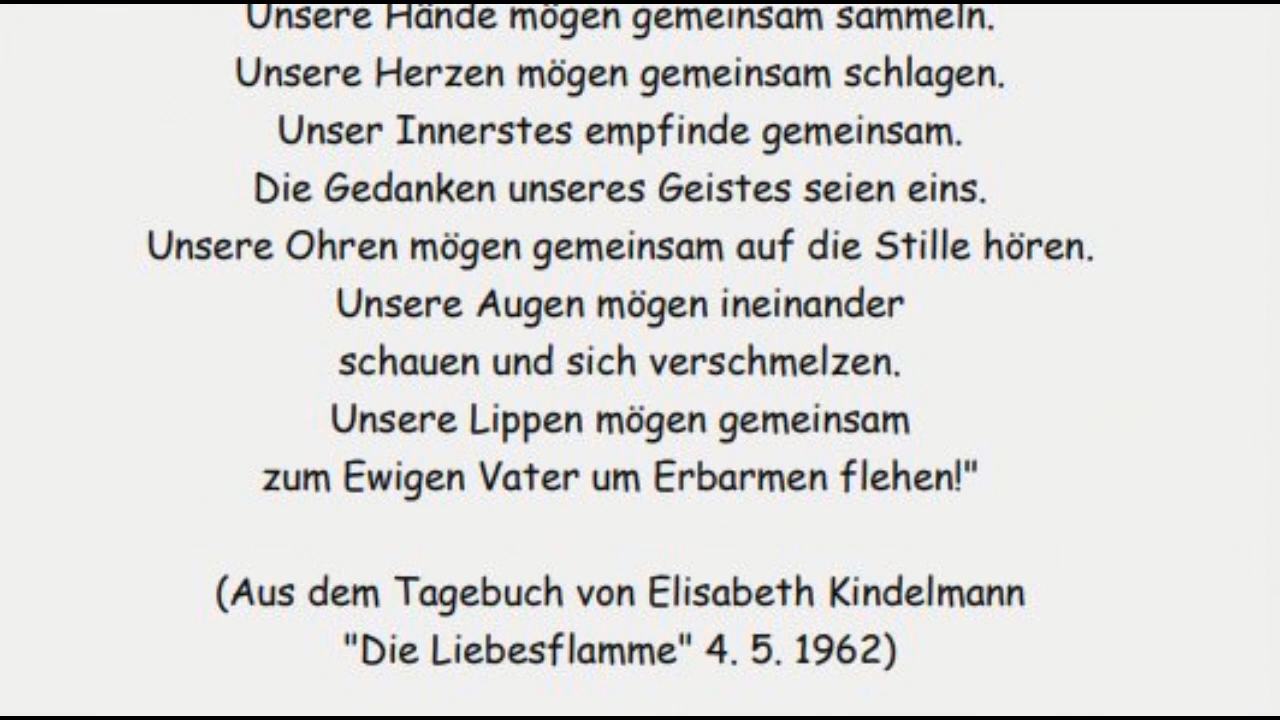 Unsere Hände mögen gemeinsam sammeln.
Unsere Herzen mögen gemeinsam schlagen.
Unser Innerstes empfinde gemeinsam.
Die Gedanken unseres Geistes seien eins.
Unsere Ohren mögen gemeinsam auf die Stille hören.
Unsere Augen mögen ineinander
schauen und sich verschmelzen.
Unsere Lippen mögen gemeinsam
zum Ewigen Vater um Erbarmen flehen!"
(Aus dem Tagebuch von Elisabeth Kindelmann
"Die Liebesflamme" 4. 5. 1962)